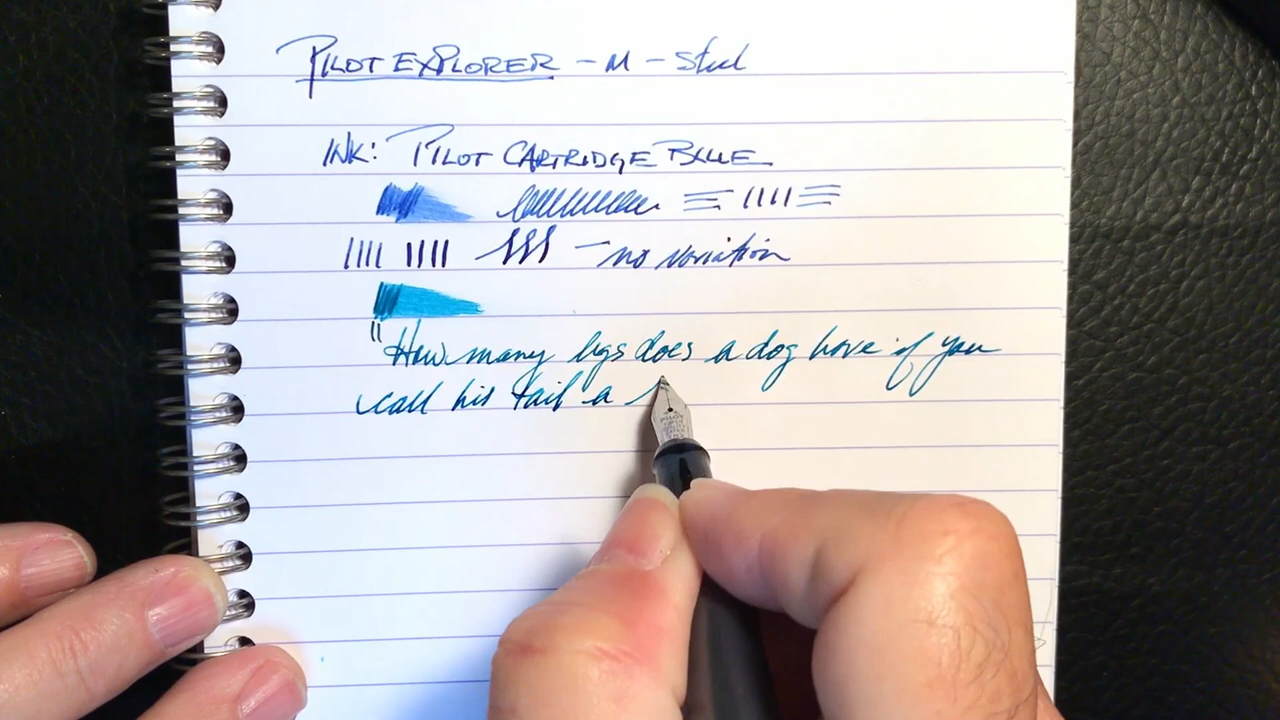 PILOT EXPLORER - M - Steel
INK: PILOT CARTRIDGE BLUE
- no variation
"How many legs does a dog have if you
call his tail a
PILOT